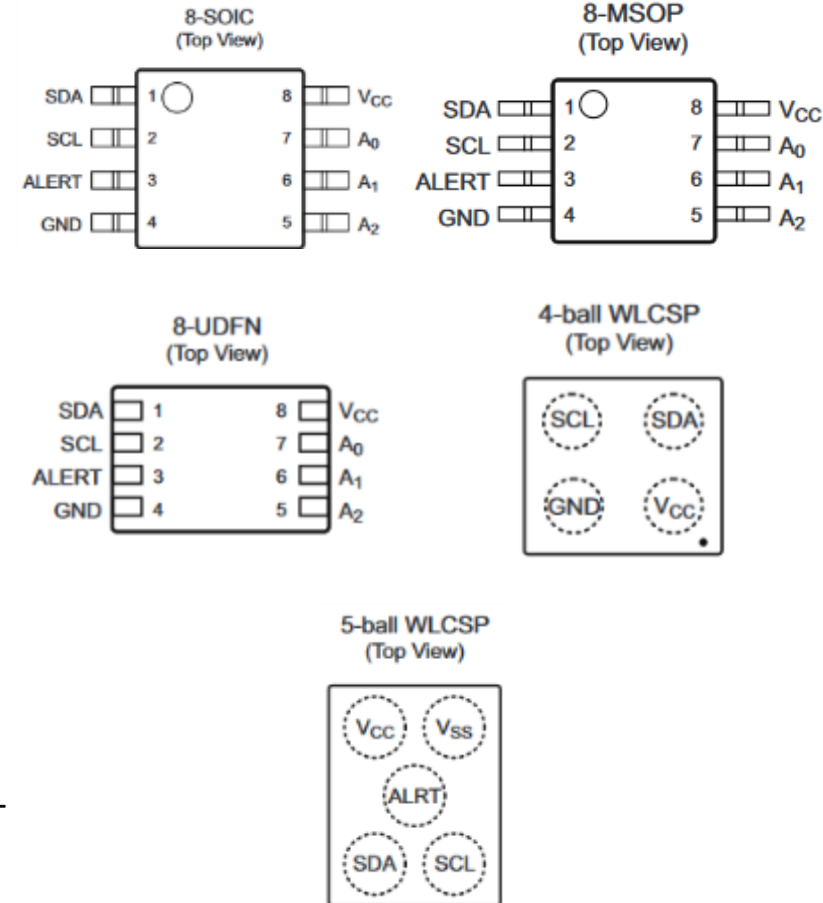 8-SOIC
(Top View)
SDA 1 8 VCC
SCL 2 7 A0
ALERT 3 6 A1
GND 4 5 A2
8-MSOP
(Top View)
SDA 1 8 VCC
SCL 2 7 A0
ALERT 3 6 A1
GND 4 5 A2
8-UDFN
(Top View)
SDA 1 8 VCC
SCL 2 7 A0
ALERT 3 6 A1
GND 4 5 A2
4-ball WLCSP
(Top View)
SCL SDA
GND VCC
5-ball WLCSP
(Top View)
VCC VSS
ALRT
SDA SCL